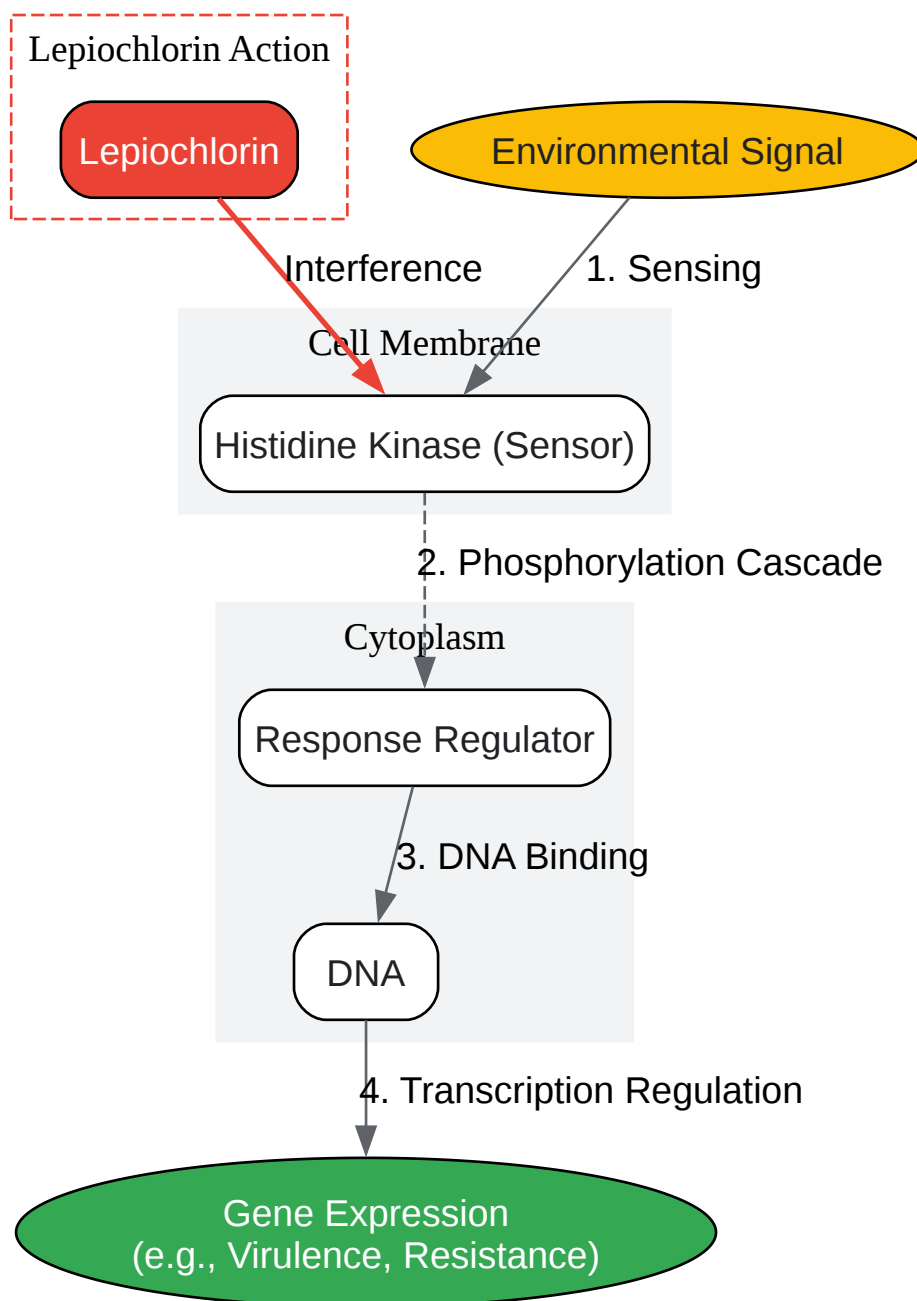 Lepiochlorin Action
Lepiochlorin
Environmental Signal
Interference
1. Sensing
Cell Membrane
Histidine Kinase (Sensor)
2. Phosphorylation Cascade
Cytoplasm
Response Regulator
3. DNA Binding
DNA
4. Transcription Regulation
Gene Expression
(e.g., Virulence, Resistance)